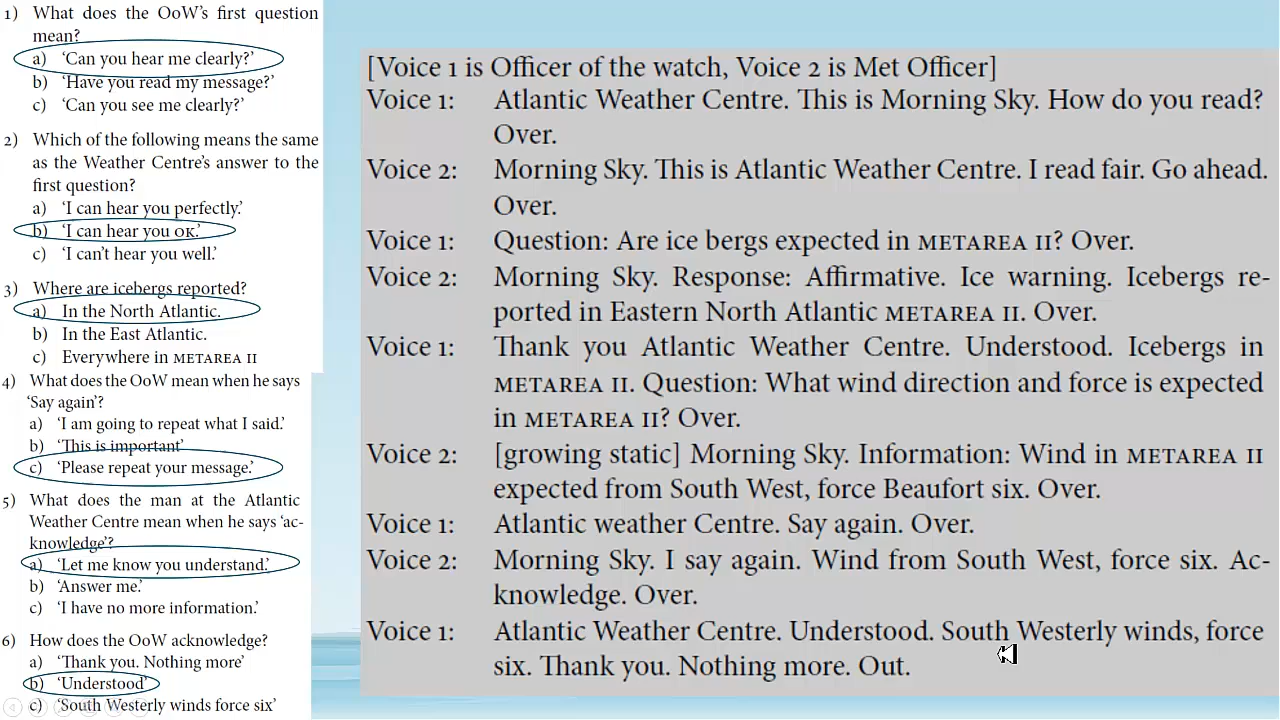 1) What does the OoW's first question
mean?
a) 'Can you hear me clearly?'
b) 'Have you read my message?'
c) 'Can you see me clearly?'
2) Which of the following means the same
as the Weather Centre's answer to the
first question?
a) 'I can hear you perfectly.'
b) 'I can hear you OK.'
c) 'I can't hear you well.'
3) Where are icebergs reported?
a) In the North Atlantic.
b) In the East Atlantic.
c) Everywhere in METAREA II
4) What does the OoW mean when he says
'Say again'?
a) 'I am going to repeat what I said.'
b) 'This is important'
c) 'Please repeat your message.'
5) What does the man at the Atlantic
Weather Centre mean when he says 'ac-
knowledge'?
a) 'Let me know you understand.'
b) 'Answer me.'
c) 'I have no more information.'
6) How does the OoW acknowledge?
a) 'Thank you. Nothing more'
b) 'Understood'
c) 'South Westerly winds force six'
[Voice 1 is Officer of the watch, Voice 2 is Met Officer]
Voice 1: Atlantic Weather Centre. This is Morning Sky. How do you read?
Over.
Voice 2: Morning Sky. This is Atlantic Weather Centre. I read fair. Go ahead.
Over.
Voice 1: Question: Are ice bergs expected in METAREA II? Over.
Voice 2: Morning Sky. Response: Affirmative. Ice warning. Icebergs re-
ported in Eastern North Atlantic METAREA II. Over.
Voice 1: Thank you Atlantic Weather Centre. Understood. Icebergs in
METAREA II. Question: What wind direction and force is expected
in METAREA II? Over.
Voice 2: [growing static] Morning Sky. Information: Wind in METAREA II
expected from South West, force Beaufort six. Over.
Voice 1: Atlantic weather Centre. Say again. Over.
Voice 2: Morning Sky. I say again. Wind from South West, force six. Ac-
knowledge. Over.
Voice 1: Atlantic Weather Centre. Understood. South Westerly winds, force
six. Thank you. Nothing more. Out.